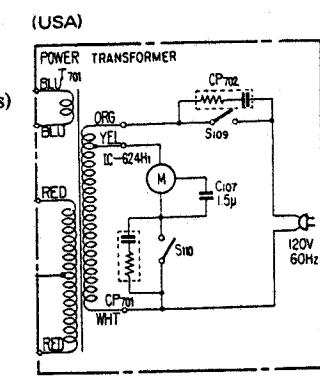 (USA)
POWER TRANSFORMER
T701
BLU
BLU
s)
ORG
YEL
IC-624H1
CP702
S109
M
C107
1.5μ
S110
RED
120V
60Hz
CP701
WHT
RED